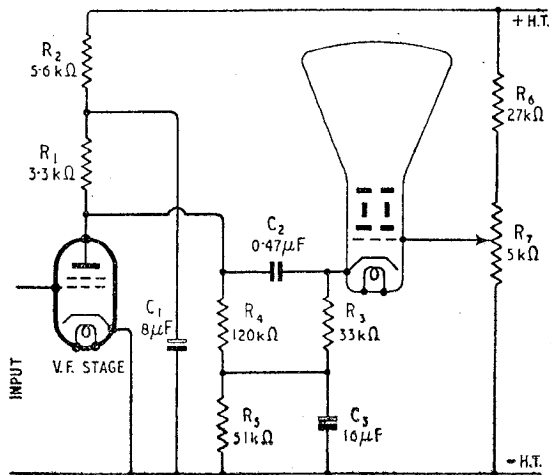 + H.T.
R2
5·6kΩ
R6
27kΩ
R1
3·3kΩ
R7
5kΩ
C2
0·47μF
C1
8μF
R4
120kΩ
R3
33kΩ
V.F. STAGE
INPUT
R5
51kΩ
C3
16μF
- H.T.